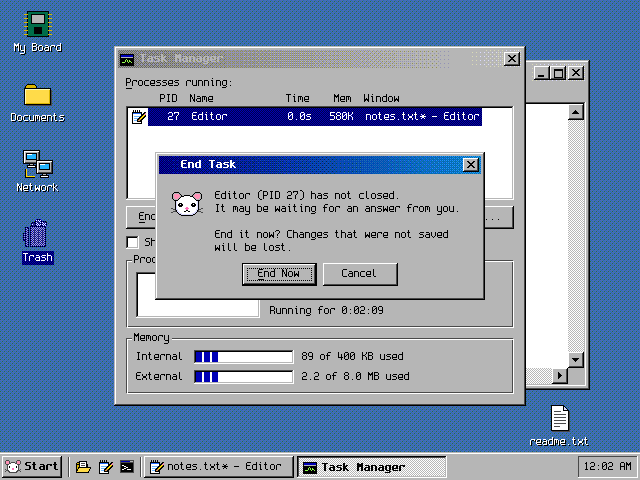 My Board
Documents
Network
Trash
Task Manager
Processes running:
PID Name Time Mem Window
27 Editor 0.0s 580K notes.txt* - Editor
End Task
Editor (PID 27) has not closed.
It may be waiting for an answer from you.
End it now? Changes that were not saved
will be lost.
End Now Cancel
Running for 0:02:09
Memory
Internal 89 of 400 KB used
External 2.2 of 8.0 MB used
readme.txt
Start notes.txt* - Editor Task Manager 12:02 AM